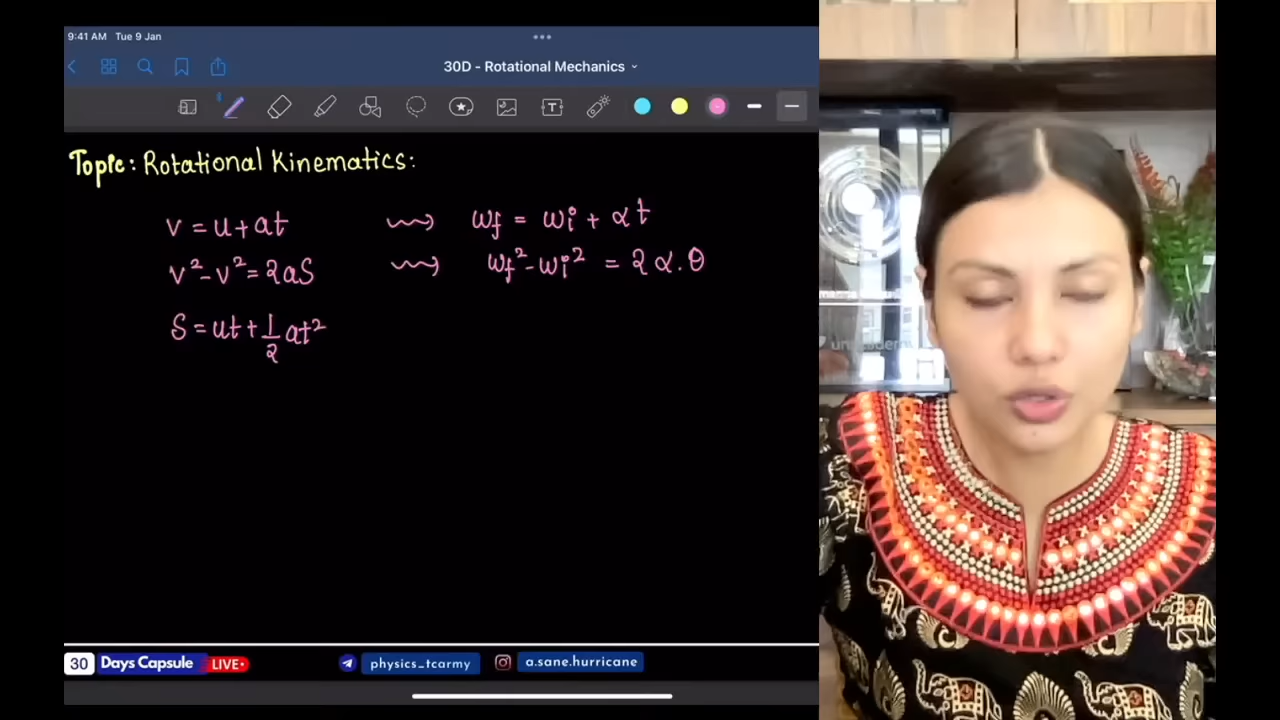 9:41 AM Tue 9 Jan
30D - Rotational Mechanics
Topic: Rotational Kinematics:
v = u + at ⇝ ωf = ωi + αt
v² - v² = 2aS ⇝ ωf² - ωi² = 2α.θ
S = ut + 1/2 at²
30 Days Capsule LIVE
physics_tcarmy
a.sane.hurricane